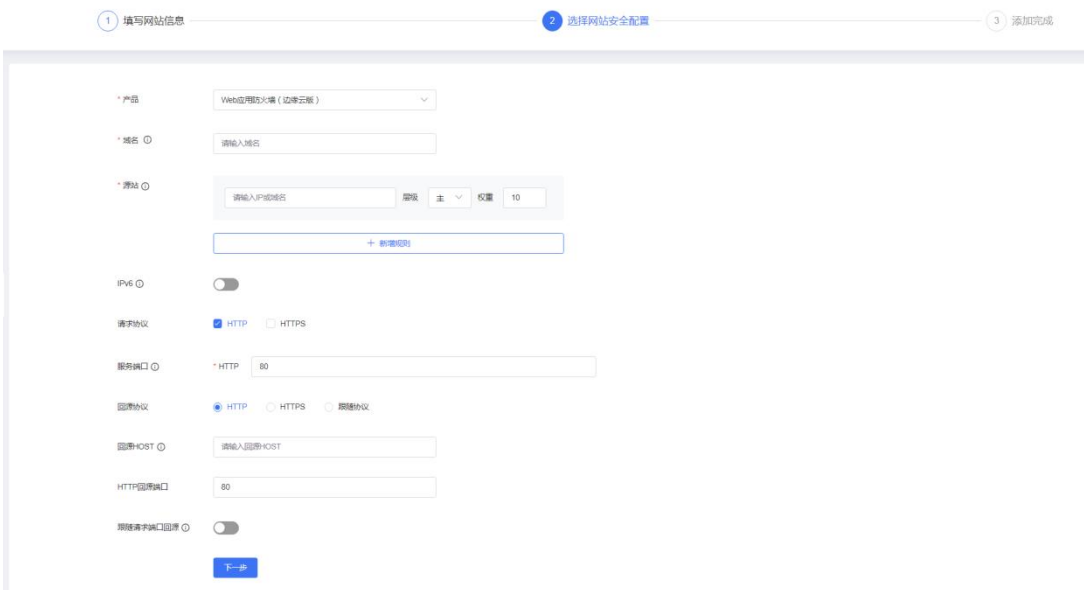 1 填写网站信息 2 选择网站安全配置 3 添加完成
* 产品 Web应用防火墙（边缘云版）
* 域名 请输入域名
* 源站 请输入IP或域名 层级 主 权重 10
+ 新增规则
IPv6
请求协议 HTTP HTTPS
服务端口 * HTTP 80
回源协议 HTTP HTTPS 跟随协议
回源HOST 请输入回源HOST
HTTP回源端口 80
跟随请求端口回源
下一步